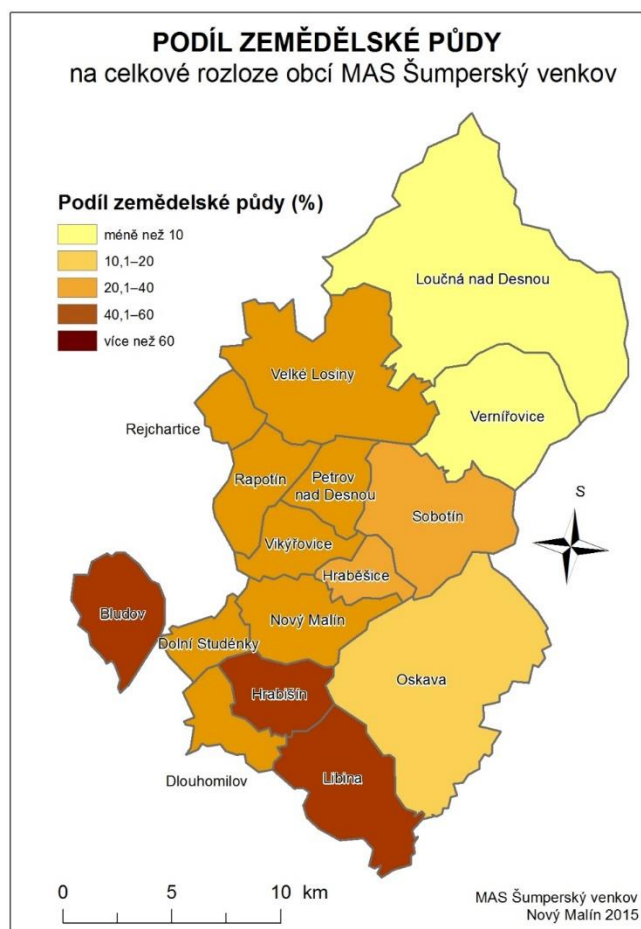 PODÍL ZEMĚDĚLSKÉ PŮDY
na celkové rozloze obcí MAS Šumperský venkov
Podíl zemědelské půdy (%)
méně než 10
10,1–20
20,1–40
40,1–60
více než 60
Loučná nad Desnou
Velké Losiny
Vernířovice
Rejchartice
Rapotín
Petrov
nad Desnou
Sobotín
S
Vikýřovice
Hraběšice
Bludov
Nový Malín
Dolní Studénky
Oskava
Hrabišín
Dlouhomilov
Libina
0 5 10 km
MAS Šumperský venkov
Nový Malín 2015